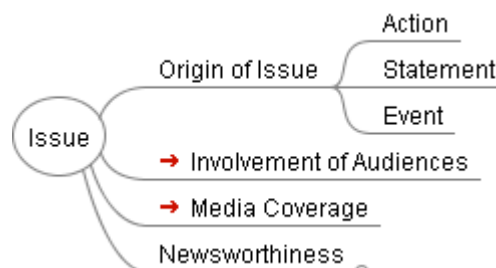 Action
Origin of Issue
Statement
Event
Issue
Involvement of Audiences
Media Coverage
Newsworthiness